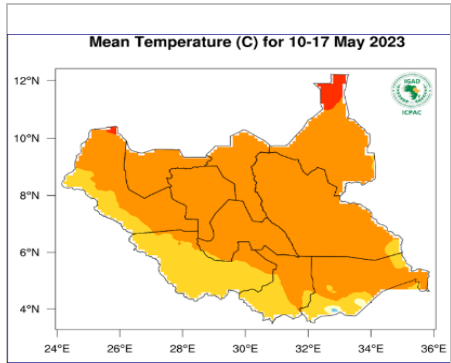 Mean Temperature (C) for 10-17 May 2023
12°N
IGAD
ICPAC
10°N
8°N
6°N
4°N
24°E 26°E 28°E 30°E 32°E 34°E 36°E